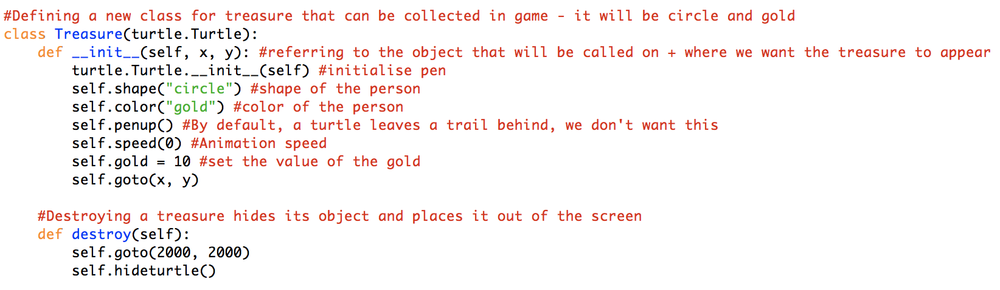 #Defining a new class for treasure that can be collected in game - it will be circle and gold
class Treasure(turtle.Turtle):
    def __init__(self, x, y): #referring to the object that will be called on + where we want the treasure to appear
        turtle.Turtle.__init__(self) #initialise pen
        self.shape("circle") #shape of the person
        self.color("gold") #color of the person
        self.penup() #By default, a turtle leaves a trail behind, we don't want this
        self.speed(0) #Animation speed
        self.gold = 10 #set the value of the gold
        self.goto(x, y)

    #Destroying a treasure hides its object and places it out of the screen
    def destroy(self):
        self.goto(2000, 2000)
        self.hideturtle()